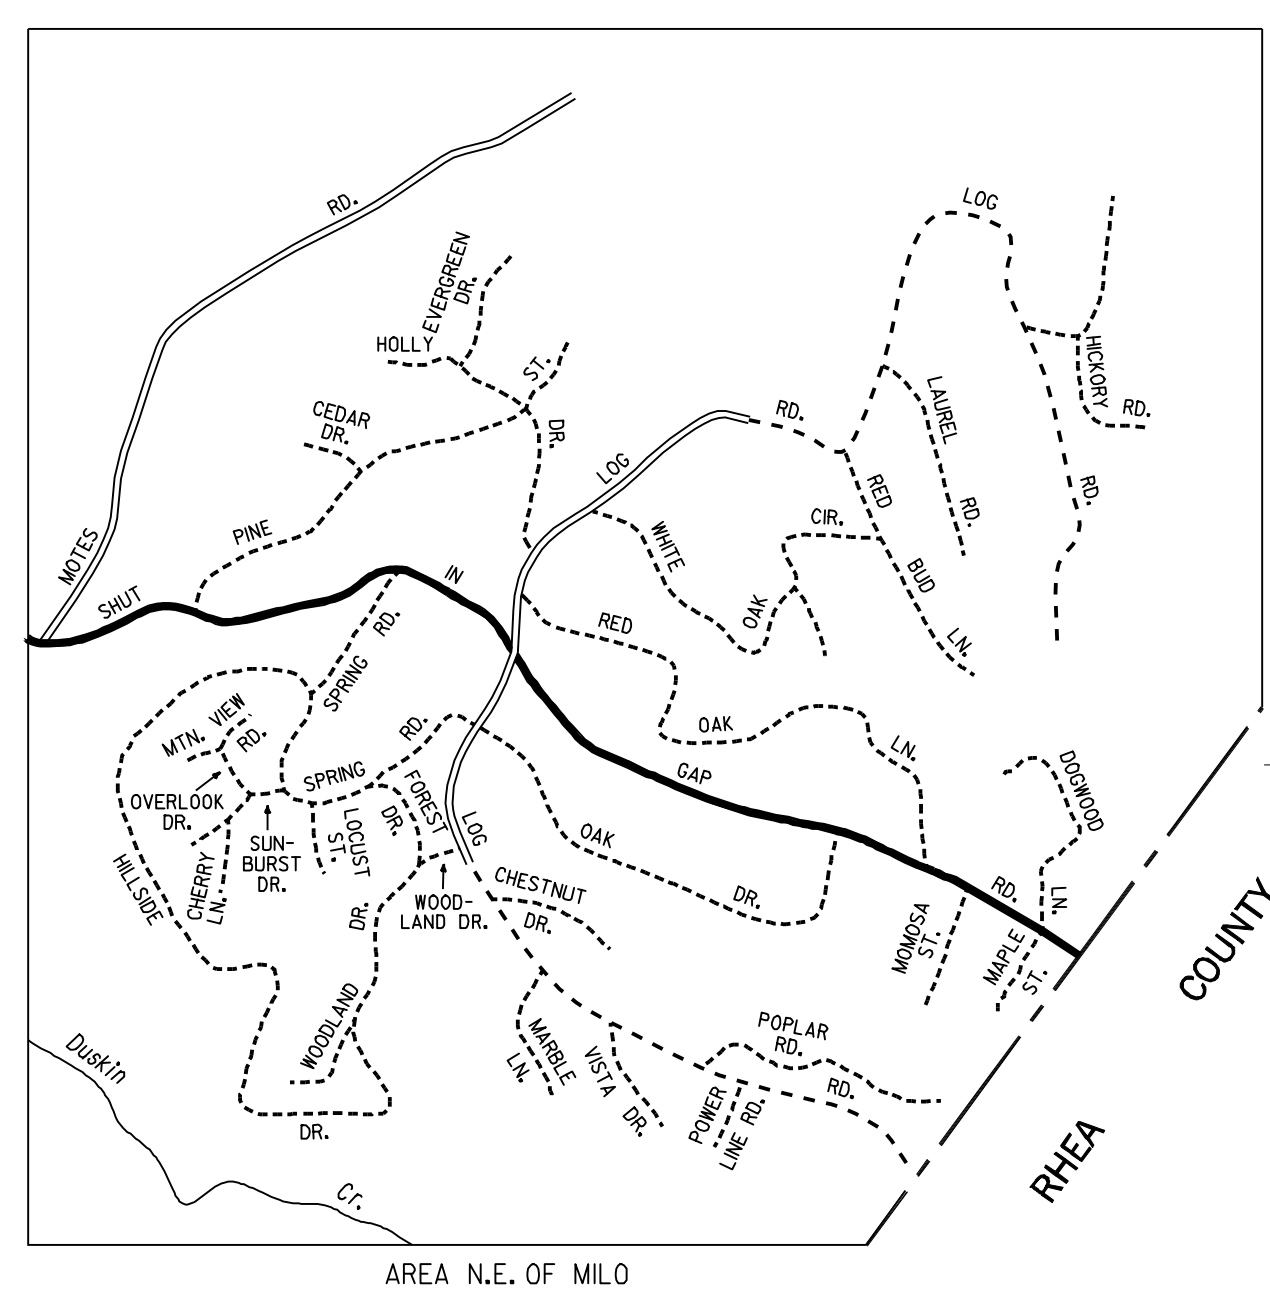 LOG
RD.
EVERGREEN
DR.
HOLLY
ST.
HICKORY
RD.
LAUREL
RD.
CEDAR
DR.
DR.
RD.
LOG
RED
RD.
CIR.
WHITE
PINE
MOTES
IN
BUD
SHUT
OAK
RD.
RED
LN.
SPRING
MTN. VIEW
RD.
RD.
OAK
LN.
DOGWOOD
GAP
SPRING
OVERLOOK
DR.
FOREST
DR.
LOCUST
ST.
LOG
OAK
SUN-
BURST
DR.
HILLSIDE
CHERRY
LN.
CHESTNUT
DR.
WOOD-
LAND DR.
DR.
DR.
RD.
LN.
MOMOSA
ST.
MAPLE
ST.
COUNTY
WOODLAND
POPLAR
RD.
MARBLE
LN.
VISTA
DR.
Duskin
RD.
POWER
LINE RD.
DR.
RHEA
Cr.
AREA N.E. OF MILO